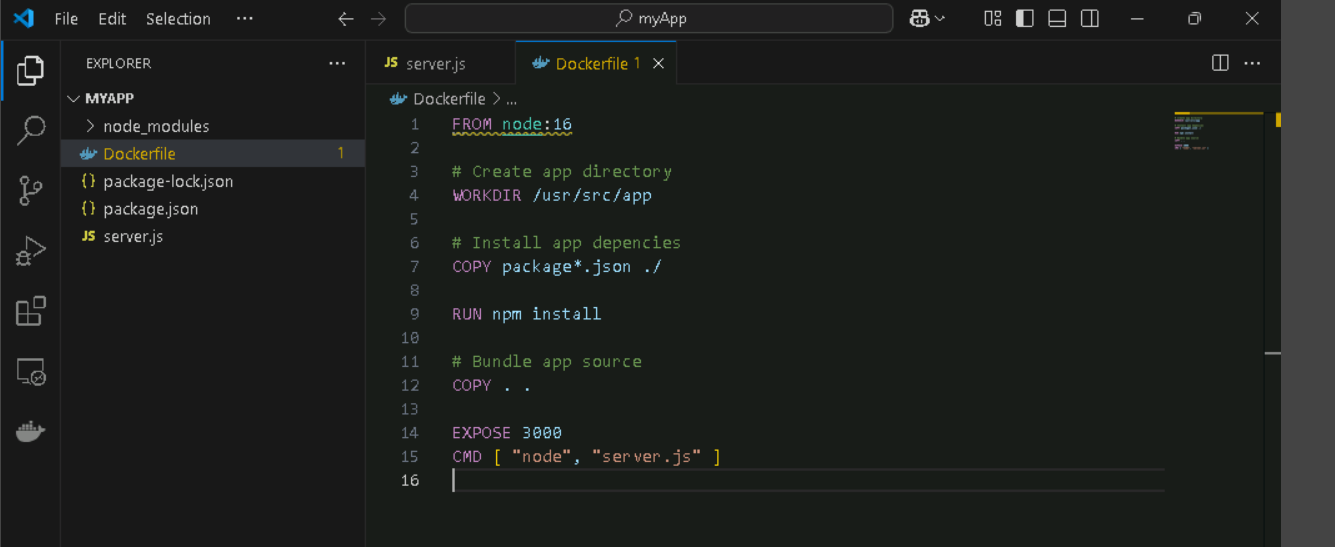 File Edit Selection ··· myApp
EXPLORER ···
MYAPP
node_modules
Dockerfile 1
{} package-lock.json
{} package.json
JS server.js
JS server.js Dockerfile 1
Dockerfile > ...
1 FROM node:16
2
3 # Create app directory
4 WORKDIR /usr/src/app
5
6 # Install app depencies
7 COPY package*.json ./
8
9 RUN npm install
10
11 # Bundle app source
12 COPY . .
13
14 EXPOSE 3000
15 CMD [ "node", "server.js" ]
16